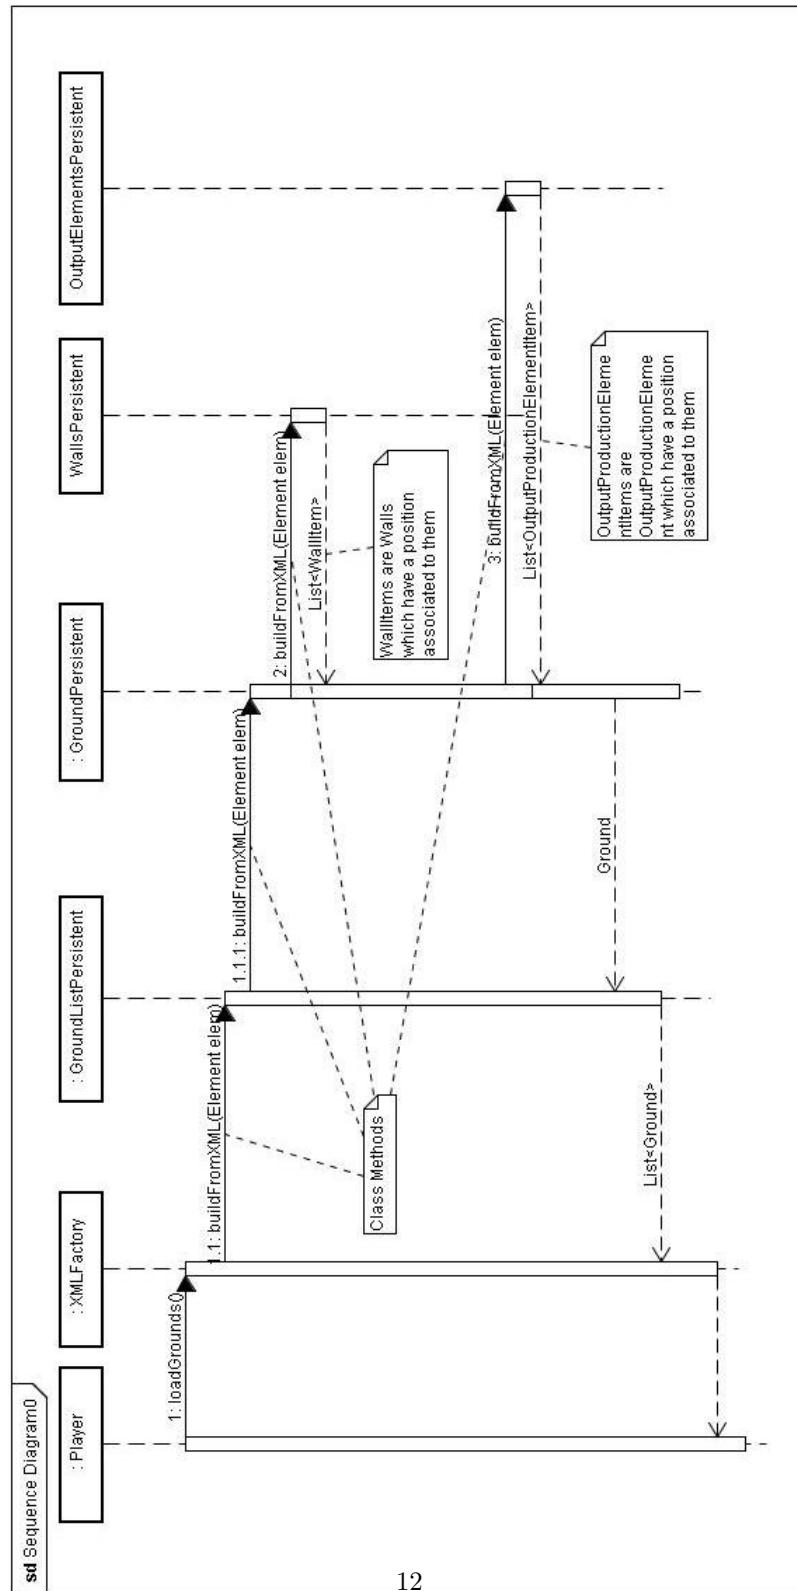 sd Sequence Diagram0
: Player
: XMLFactory
: GroundListPersistent
: GroundPersistent
WallsPersistent
OutputElementsPersistent
1: loadGrounds()
1.1: buildFromXML(Element elem)
1.1.1: buildFromXML(Element elem)
2: buildFromXML(Element elem)
List<WallItem>
Class Methods
WallItems are Walls
which have a position
associated to them
3: buildFromXML(Element elem)
List<OutputProductionElementItem>
OutputProductionEleme
ntItems are
OutputProductionEleme
nt which have a position
associated to them
Ground
List<Ground>
12